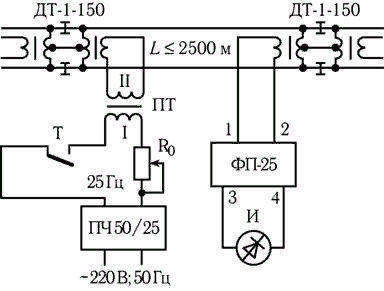 ДТ-1-150
ДТ-1-150
L ≤ 2500 м
II
ПТ
I
1
2
Т
R₀
ФП-25
25 Гц
3
4
И
ПЧ 50/25
~220 В; 50 Гц